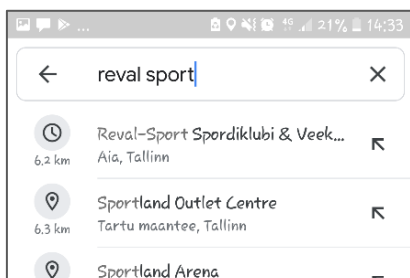 ... 4G 21% 14:33
reval sport
Reval-Sport Spordiklubi & Veek...
6,2 km Aia, Tallinn
Sportland Outlet Centre
6.3 km Tartu maantee, Tallinn
Sportland Arena